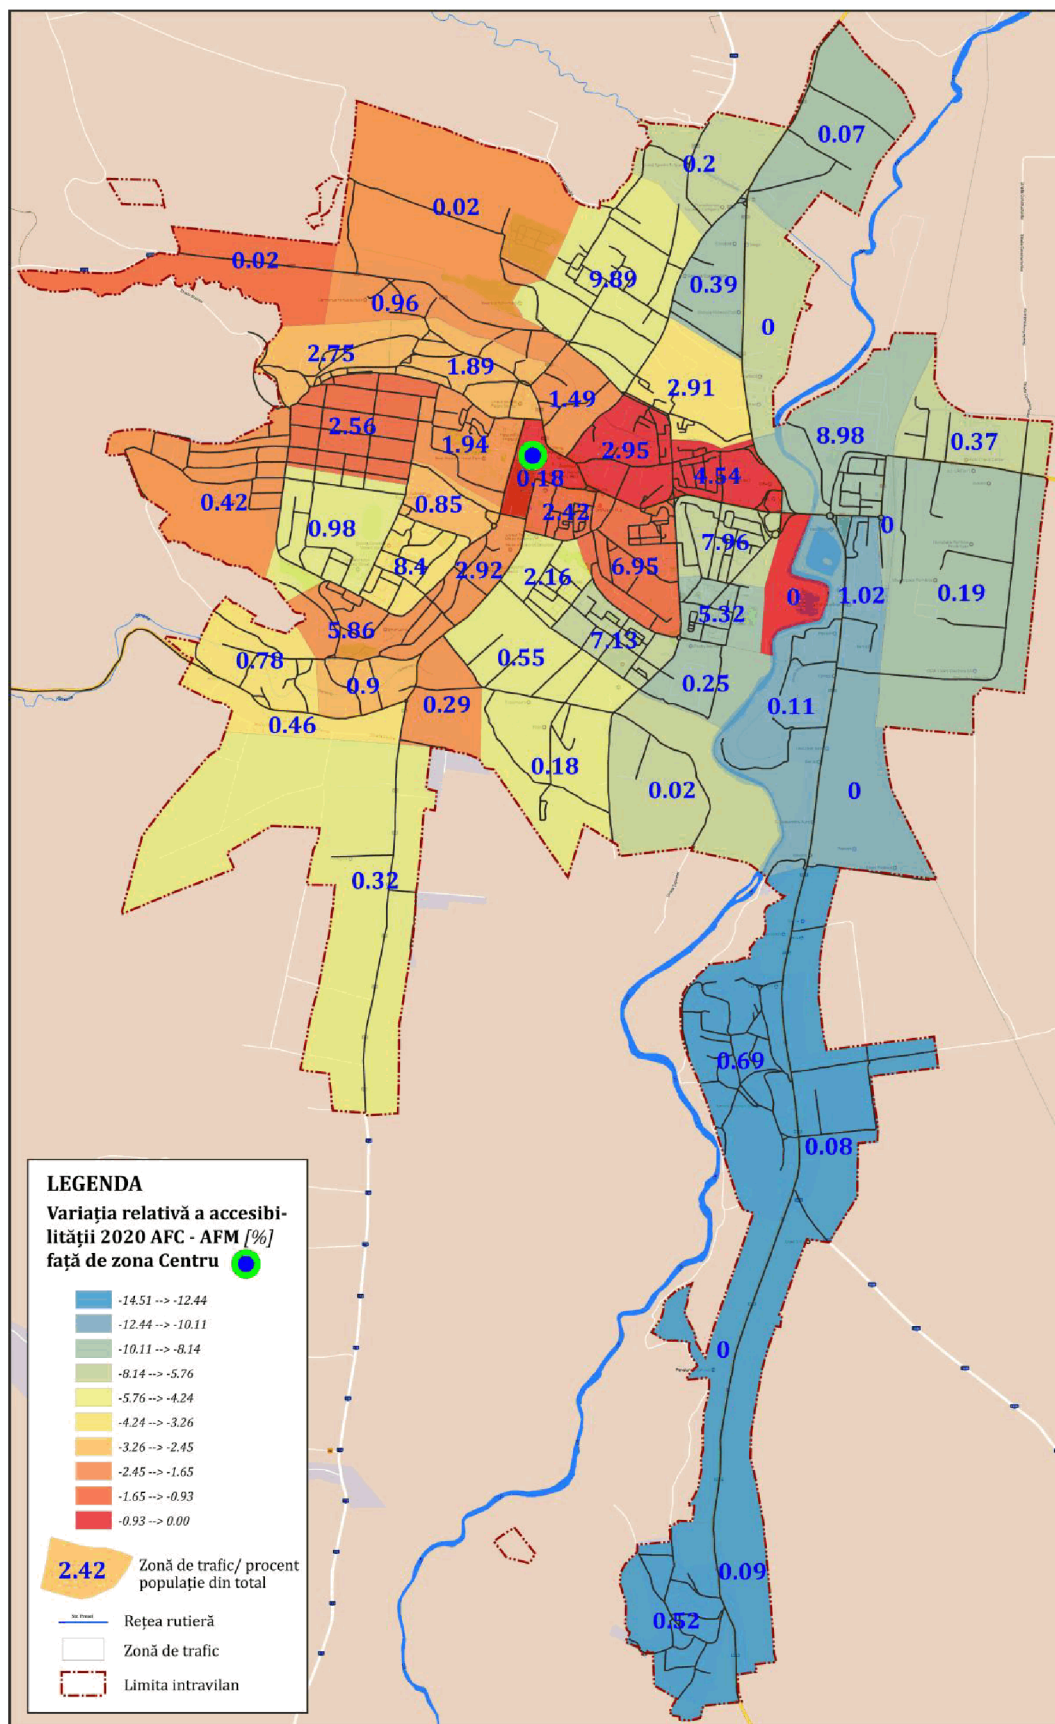 0.07
0.2
0.02
0.02
9.89
0.39
0.96
0
2.75
1.89
2.91
1.49
2.56
1.94
2.95
8.98
0.37
4.54
0.18
0.42
0.85
2.42
0
0.98
7.96
8.4
2.92
2.16
6.95
0
1.02
0.19
5.32
5.86
7.13
0.78
0.55
0.9
0.25
0.29
0.11
0.46
0.18
0.02
0
0.32
0.69
0.08
0
0.09
0.52
LEGENDA
Variația relativă a accesibi-
lității 2020 AFC - AFM [%]
față de zona Centru
-14.51 --> -12.44
-12.44 --> -10.11
-10.11 --> -8.14
-8.14 --> -5.76
-5.76 --> -4.24
-4.24 --> -3.26
-3.26 --> -2.45
-2.45 --> -1.65
-1.65 --> -0.93
-0.93 --> 0.00
2.42 Zonă de trafic/ procent
populație din total
Rețea rutieră
Zonă de trafic
Limita intravilan